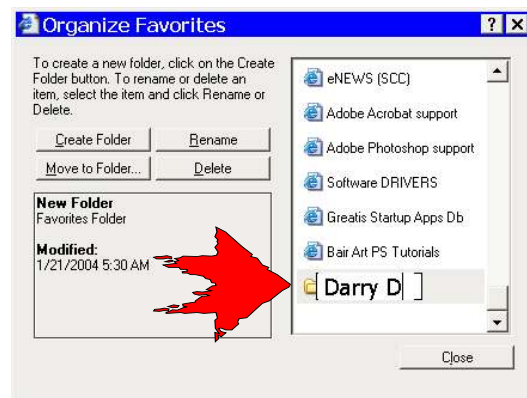 Organize Favorites
To create a new folder, click on the Create
Folder button. To rename or delete an
item, select the item and click Rename or
Delete.
Create Folder
Rename
Move to Folder...
Delete
New Folder
Favorites Folder
Modified:
1/21/2004 5:30 AM
eNEWS (SCC)
Adobe Acrobat support
Adobe Photoshop support
Software DRIVERS
Greatis Startup Apps Db
Bair Art PS Tutorials
[Darry D ]
Close